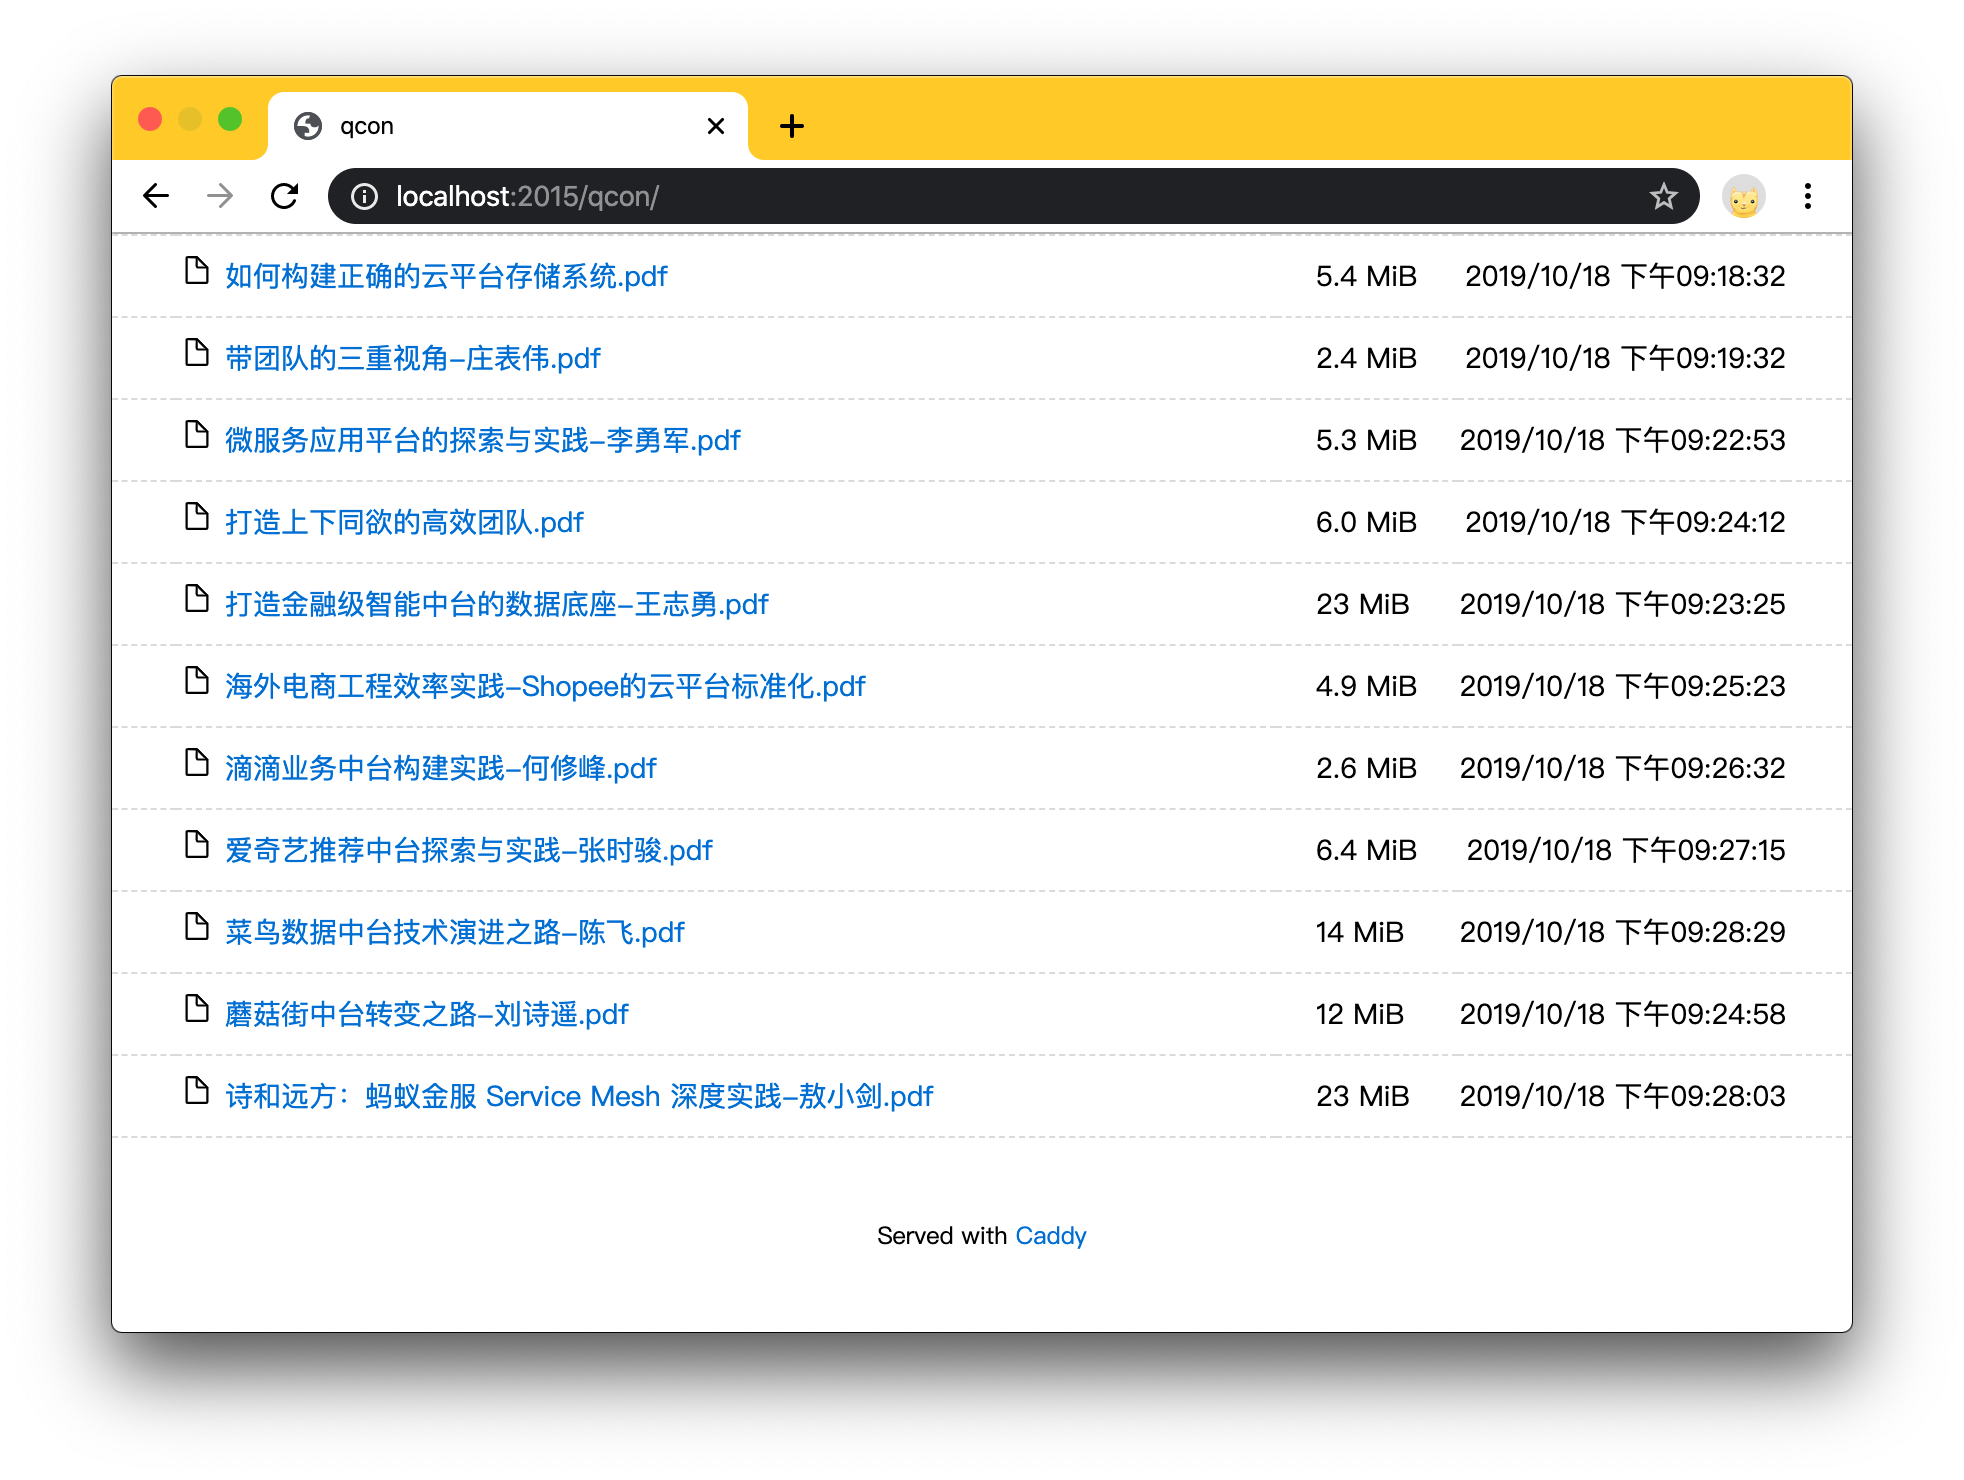 qcon
localhost:2015/qcon/
如何构建正确的云平台存储系统.pdf 5.4 MiB 2019/10/18 下午09:18:32
带团队的三重视角-庄表伟.pdf 2.4 MiB 2019/10/18 下午09:19:32
微服务应用平台的探索与实践-李勇军.pdf 5.3 MiB 2019/10/18 下午09:22:53
打造上下同欲的高效团队.pdf 6.0 MiB 2019/10/18 下午09:24:12
打造金融级智能中台的数据底座-王志勇.pdf 23 MiB 2019/10/18 下午09:23:25
海外电商工程效率实践-Shopee的云平台标准化.pdf 4.9 MiB 2019/10/18 下午09:25:23
滴滴业务中台构建实践-何修峰.pdf 2.6 MiB 2019/10/18 下午09:26:32
爱奇艺推荐中台探索与实践-张时骏.pdf 6.4 MiB 2019/10/18 下午09:27:15
菜鸟数据中台技术演进之路-陈飞.pdf 14 MiB 2019/10/18 下午09:28:29
蘑菇街中台转变之路-刘诗遥.pdf 12 MiB 2019/10/18 下午09:24:58
诗和远方：蚂蚁金服 Service Mesh 深度实践-敖小剑.pdf 23 MiB 2019/10/18 下午09:28:03
Served with Caddy